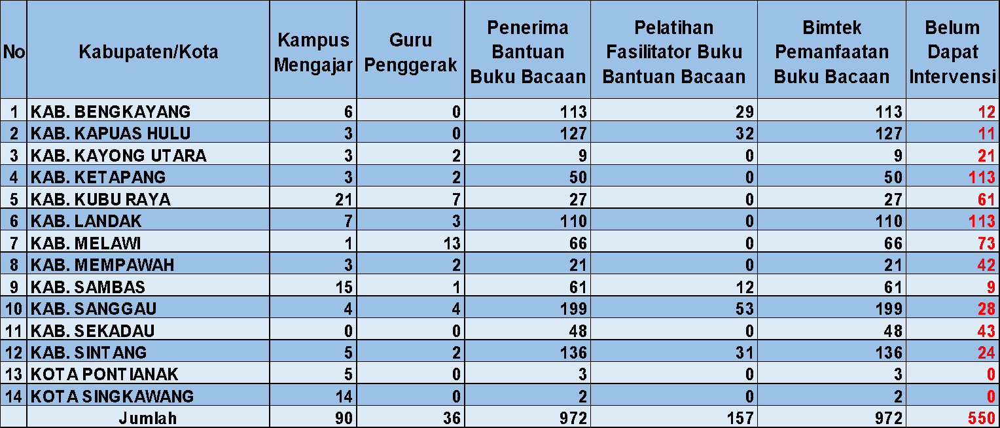 No Kabupaten/Kota Kampus Mengajar Guru Penggerak Penerima Bantuan Buku Bacaan Pelatihan Fasilitator Buku Bantuan Bacaan Bimtek Pemanfaatan Buku Bacaan Belum Dapat Intervensi
1 KAB. BENGKAYANG 6 0 113 29 113 12
2 KAB. KAPUAS HULU 3 0 127 32 127 11
3 KAB. KAYONG UTARA 3 2 9 0 9 21
4 KAB. KETAPANG 3 2 50 0 50 113
5 KAB. KUBU RAYA 21 7 27 0 27 61
6 KAB. LANDAK 7 3 110 0 110 113
7 KAB. MELAWI 1 13 66 0 66 73
8 KAB. MEMPAWAH 3 2 21 0 21 42
9 KAB. SAMBAS 15 1 61 12 61 9
10 KAB. SANGGAU 4 4 199 53 199 28
11 KAB. SEKADAU 0 0 48 0 48 43
12 KAB. SINTANG 5 2 136 31 136 24
13 KOTA PONTIANAK 5 0 3 0 3 0
14 KOTA SINGKAWANG 14 0 2 0 2 0
Jumlah 90 36 972 157 972 550